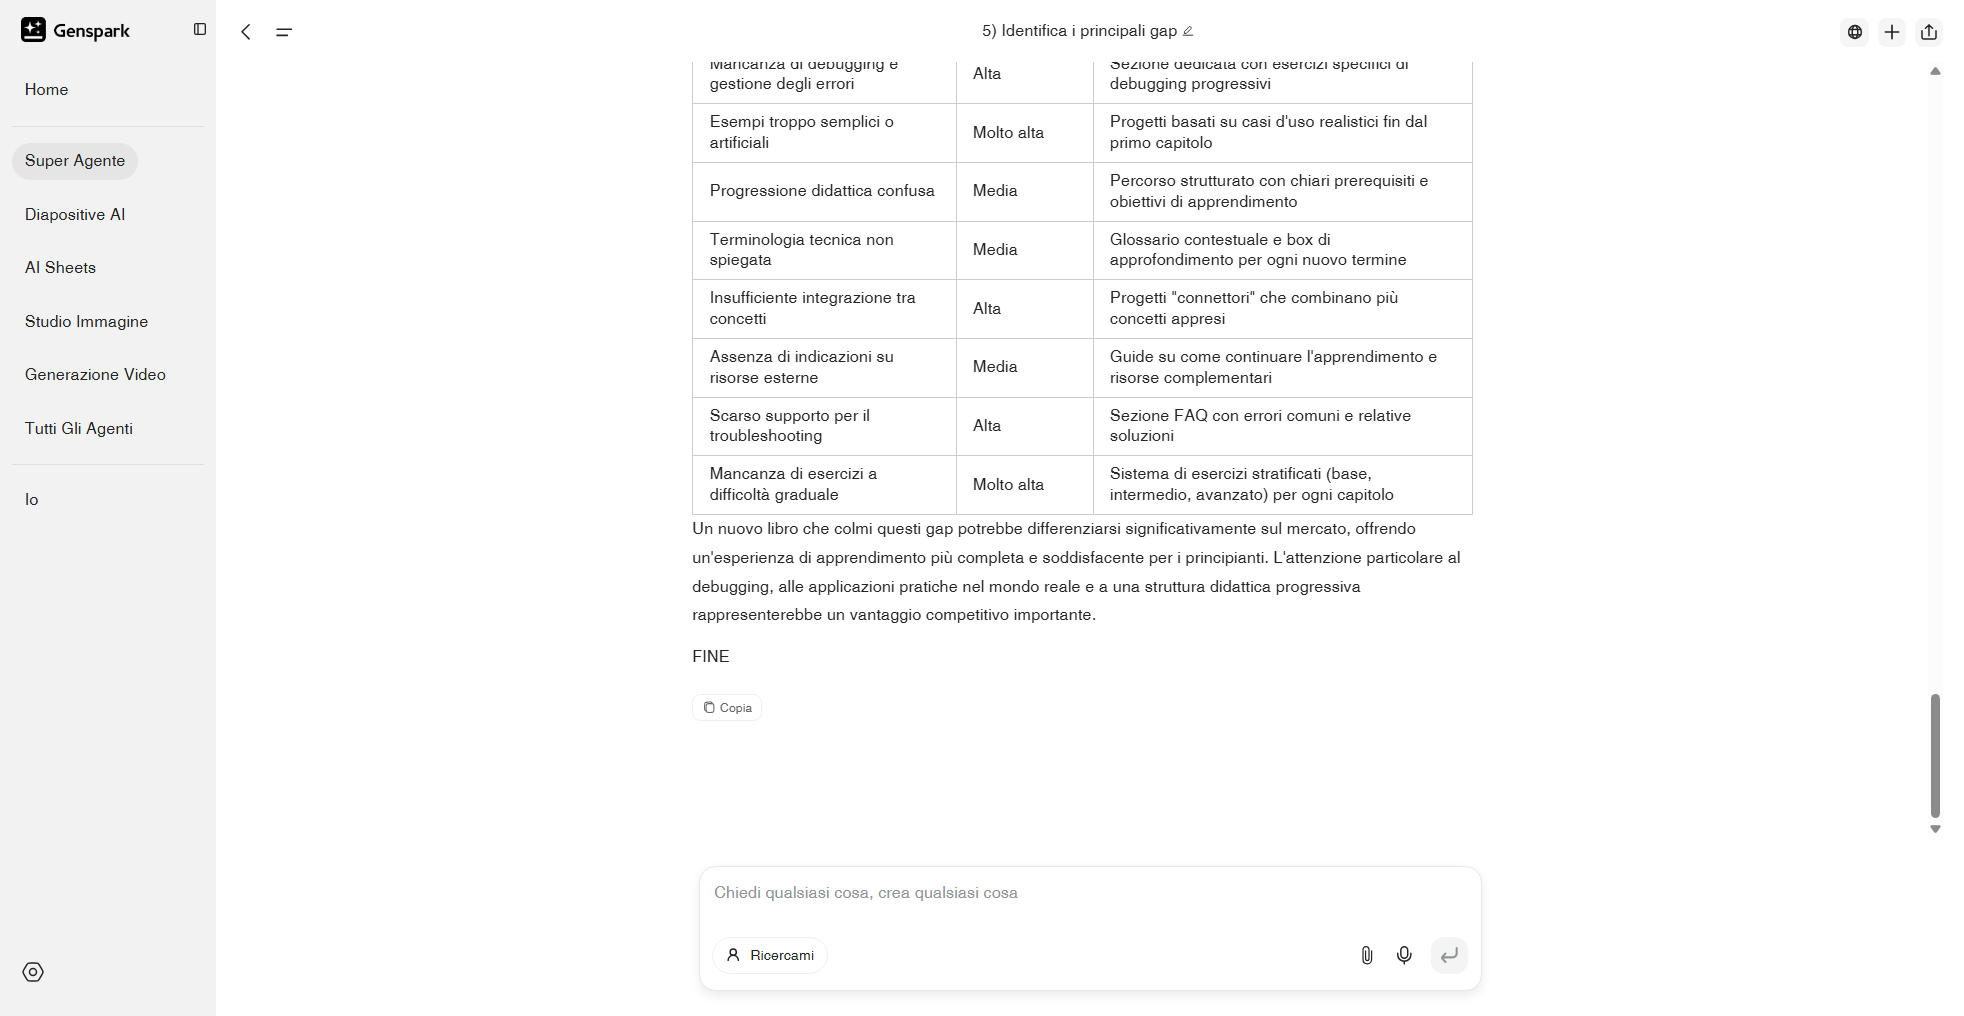 Genspark
Home
Super Agente
Diapositive AI
AI Sheets
Studio Immagine
Generazione Video
Tutti Gli Agenti
Io
5) Identifica i principali gap
Mancanza di debugging e
gestione degli errori
Alta
Sezione dedicata con esercizi specifici di
debugging progressivi
Esempi troppo semplici o
artificiali
Molto alta
Progetti basati su casi d'uso realistici fin dal
primo capitolo
Progressione didattica confusa
Media
Percorso strutturato con chiari prerequisiti e
obiettivi di apprendimento
Terminologia tecnica non
spiegata
Media
Glossario contestuale e box di
approfondimento per ogni nuovo termine
Insufficiente integrazione tra
concetti
Alta
Progetti "connettori" che combinano più
concetti appresi
Assenza di indicazioni su
risorse esterne
Media
Guide su come continuare l'apprendimento e
risorse complementari
Scarso supporto per il
troubleshooting
Alta
Sezione FAQ con errori comuni e relative
soluzioni
Mancanza di esercizi a
difficoltà graduale
Molto alta
Sistema di esercizi stratificati (base,
intermedio, avanzato) per ogni capitolo
Un nuovo libro che colmi questi gap potrebbe differenziarsi significativamente sul mercato, offrendo
un'esperienza di apprendimento più completa e soddisfacente per i principianti. L'attenzione particolare al
debugging, alle applicazioni pratiche nel mondo reale e a una struttura didattica progressiva
rappresenterebbe un vantaggio competitivo importante.
FINE
Copia
Chiedi qualsiasi cosa, crea qualsiasi cosa
Ricercami